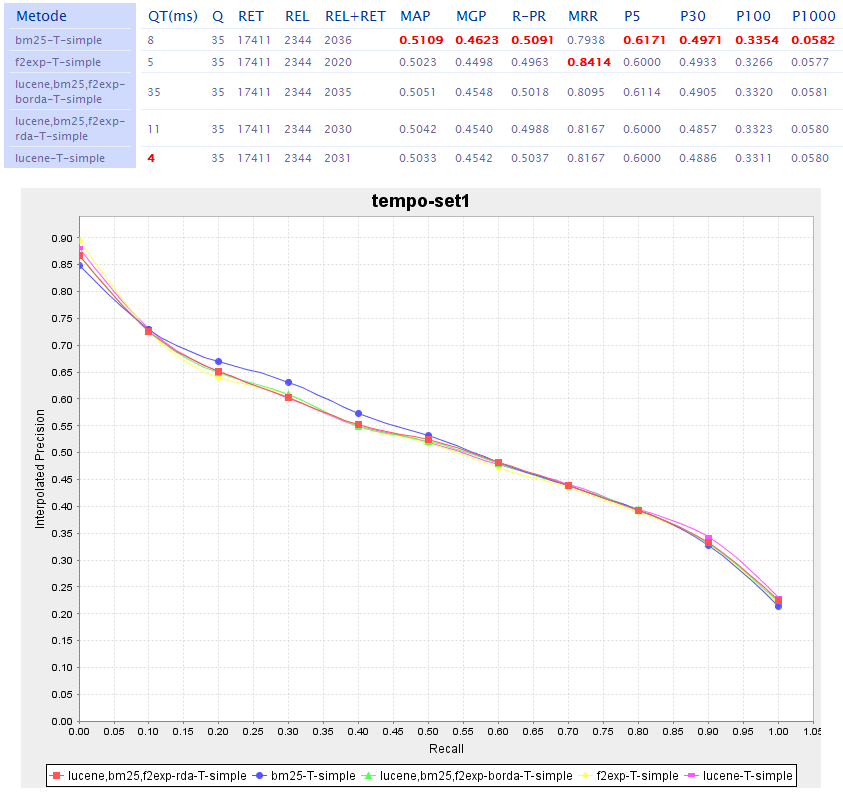 Metode QT(ms) Q RET REL REL+RET MAP MGP R-PR MRR P5 P30 P100 P1000
bm25-T-simple 8 35 17411 2344 2036 0.5109 0.4623 0.5091 0.7938 0.6171 0.4971 0.3354 0.0582
f2exp-T-simple 5 35 17411 2344 2020 0.5023 0.4498 0.4963 0.8414 0.6000 0.4933 0.3266 0.0577
lucene,bm25,f2exp-
borda-T-simple 35 35 17411 2344 2035 0.5051 0.4548 0.5018 0.8095 0.6114 0.4905 0.3320 0.0581
lucene,bm25,f2exp-
rda-T-simple 11 35 17411 2344 2030 0.5042 0.4540 0.4988 0.8167 0.6000 0.4857 0.3323 0.0580
lucene-T-simple 4 35 17411 2344 2031 0.5033 0.4542 0.5037 0.8167 0.6000 0.4886 0.3311 0.0580
tempo-set1
0.90
0.85
0.80
0.75
0.70
0.65
0.60
0.55
0.50
0.45
0.40
0.35
0.30
0.25
0.20
0.15
0.10
0.05
0.00
Interpolated Precision
0.00 0.05 0.10 0.15 0.20 0.25 0.30 0.35 0.40 0.45 0.50 0.55 0.60 0.65 0.70 0.75 0.80 0.85 0.90 0.95 1.00 1.05
Recall
lucene,bm25,f2exp-rda-T-simple bm25-T-simple lucene,bm25,f2exp-borda-T-simple f2exp-T-simple lucene-T-simple